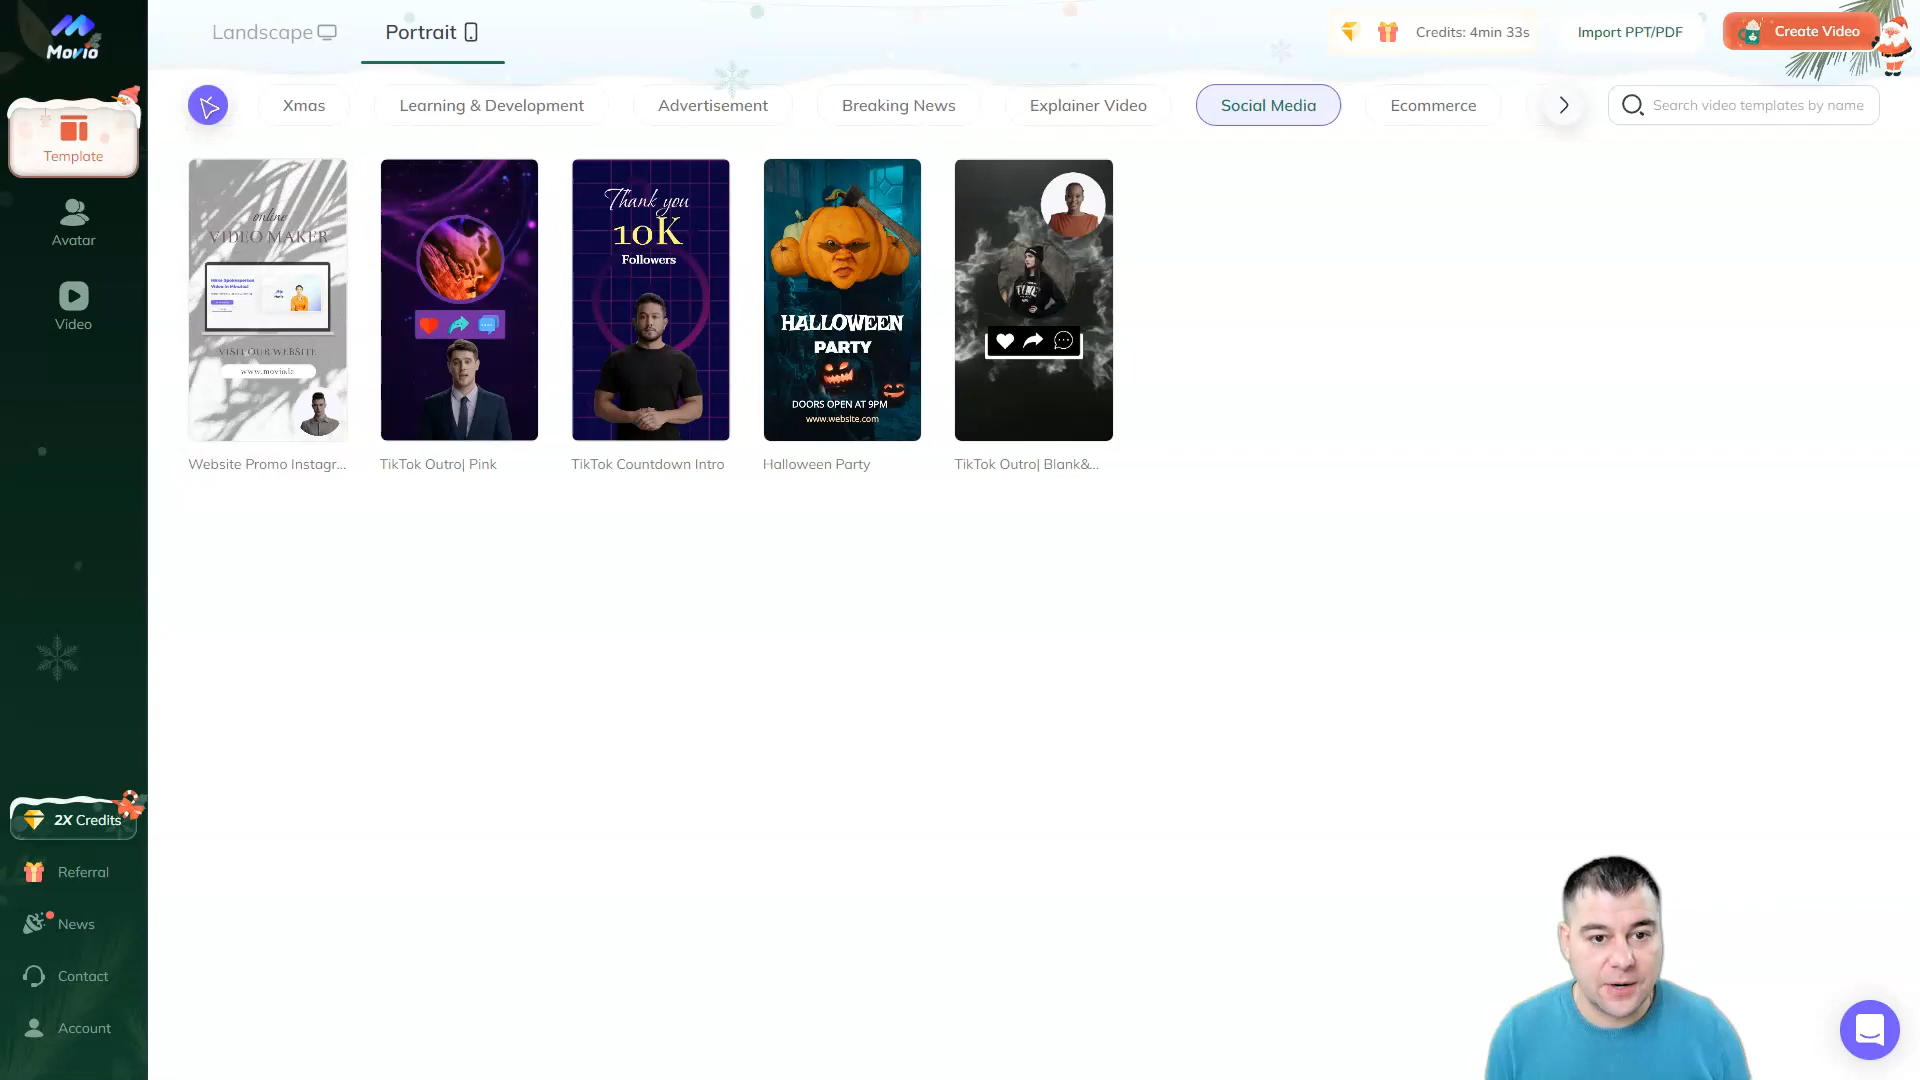 Movio
Landscape
Portrait
Credits: 4min 33s
Import PPT/PDF
Create Video
Xmas
Learning & Development
Advertisement
Breaking News
Explainer Video
Social Media
Ecommerce
Search video templates by name
Template
Avatar
Video
2X Credits
Referral
News
Contact
Account
online
VIDEO MAKER
VISIT OUR WEBSITE
www.movio.la
Website Promo Instagr...
TikTok Outro| Pink
Thank you
10K
Followers
TikTok Countdown Intro
HALLOWEEN
PARTY
DOORS OPEN AT 9PM
www.website.com
Halloween Party
TikTok Outro| Blank&...